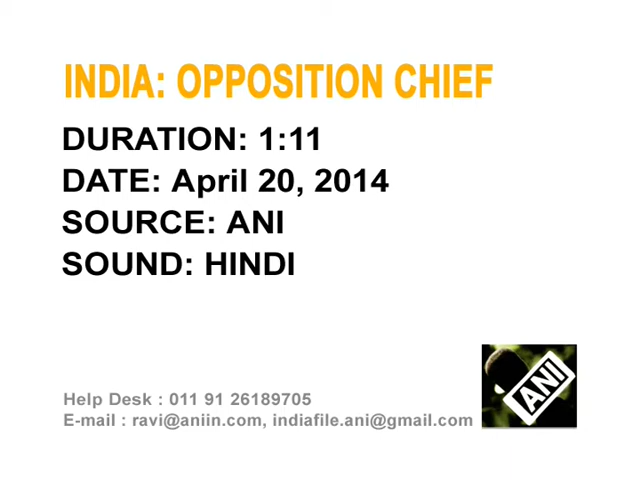 INDIA: OPPOSITION CHIEF
DURATION: 1:11
DATE: April 20, 2014
SOURCE: ANI
SOUND: HINDI
Help Desk : 011 91 26189705
E-mail : ravi@aniin.com, indiafile.ani@gmail.com
ANI